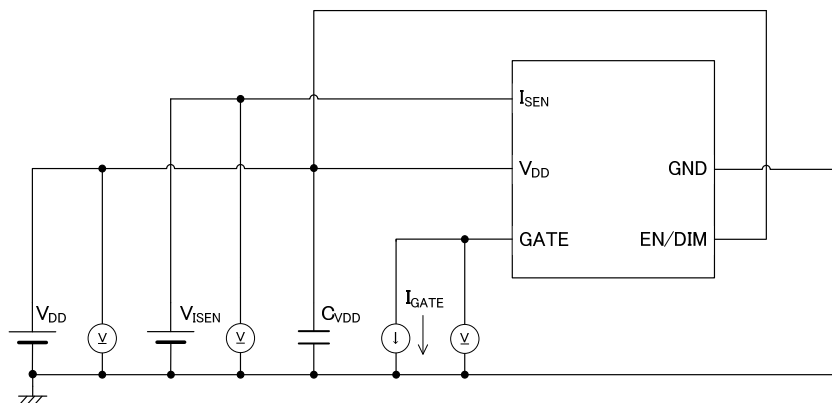 ISEN
VDD
GND
GATE
EN/DIM
VDD
V
VISEN
V
CVDD
IGATE
V